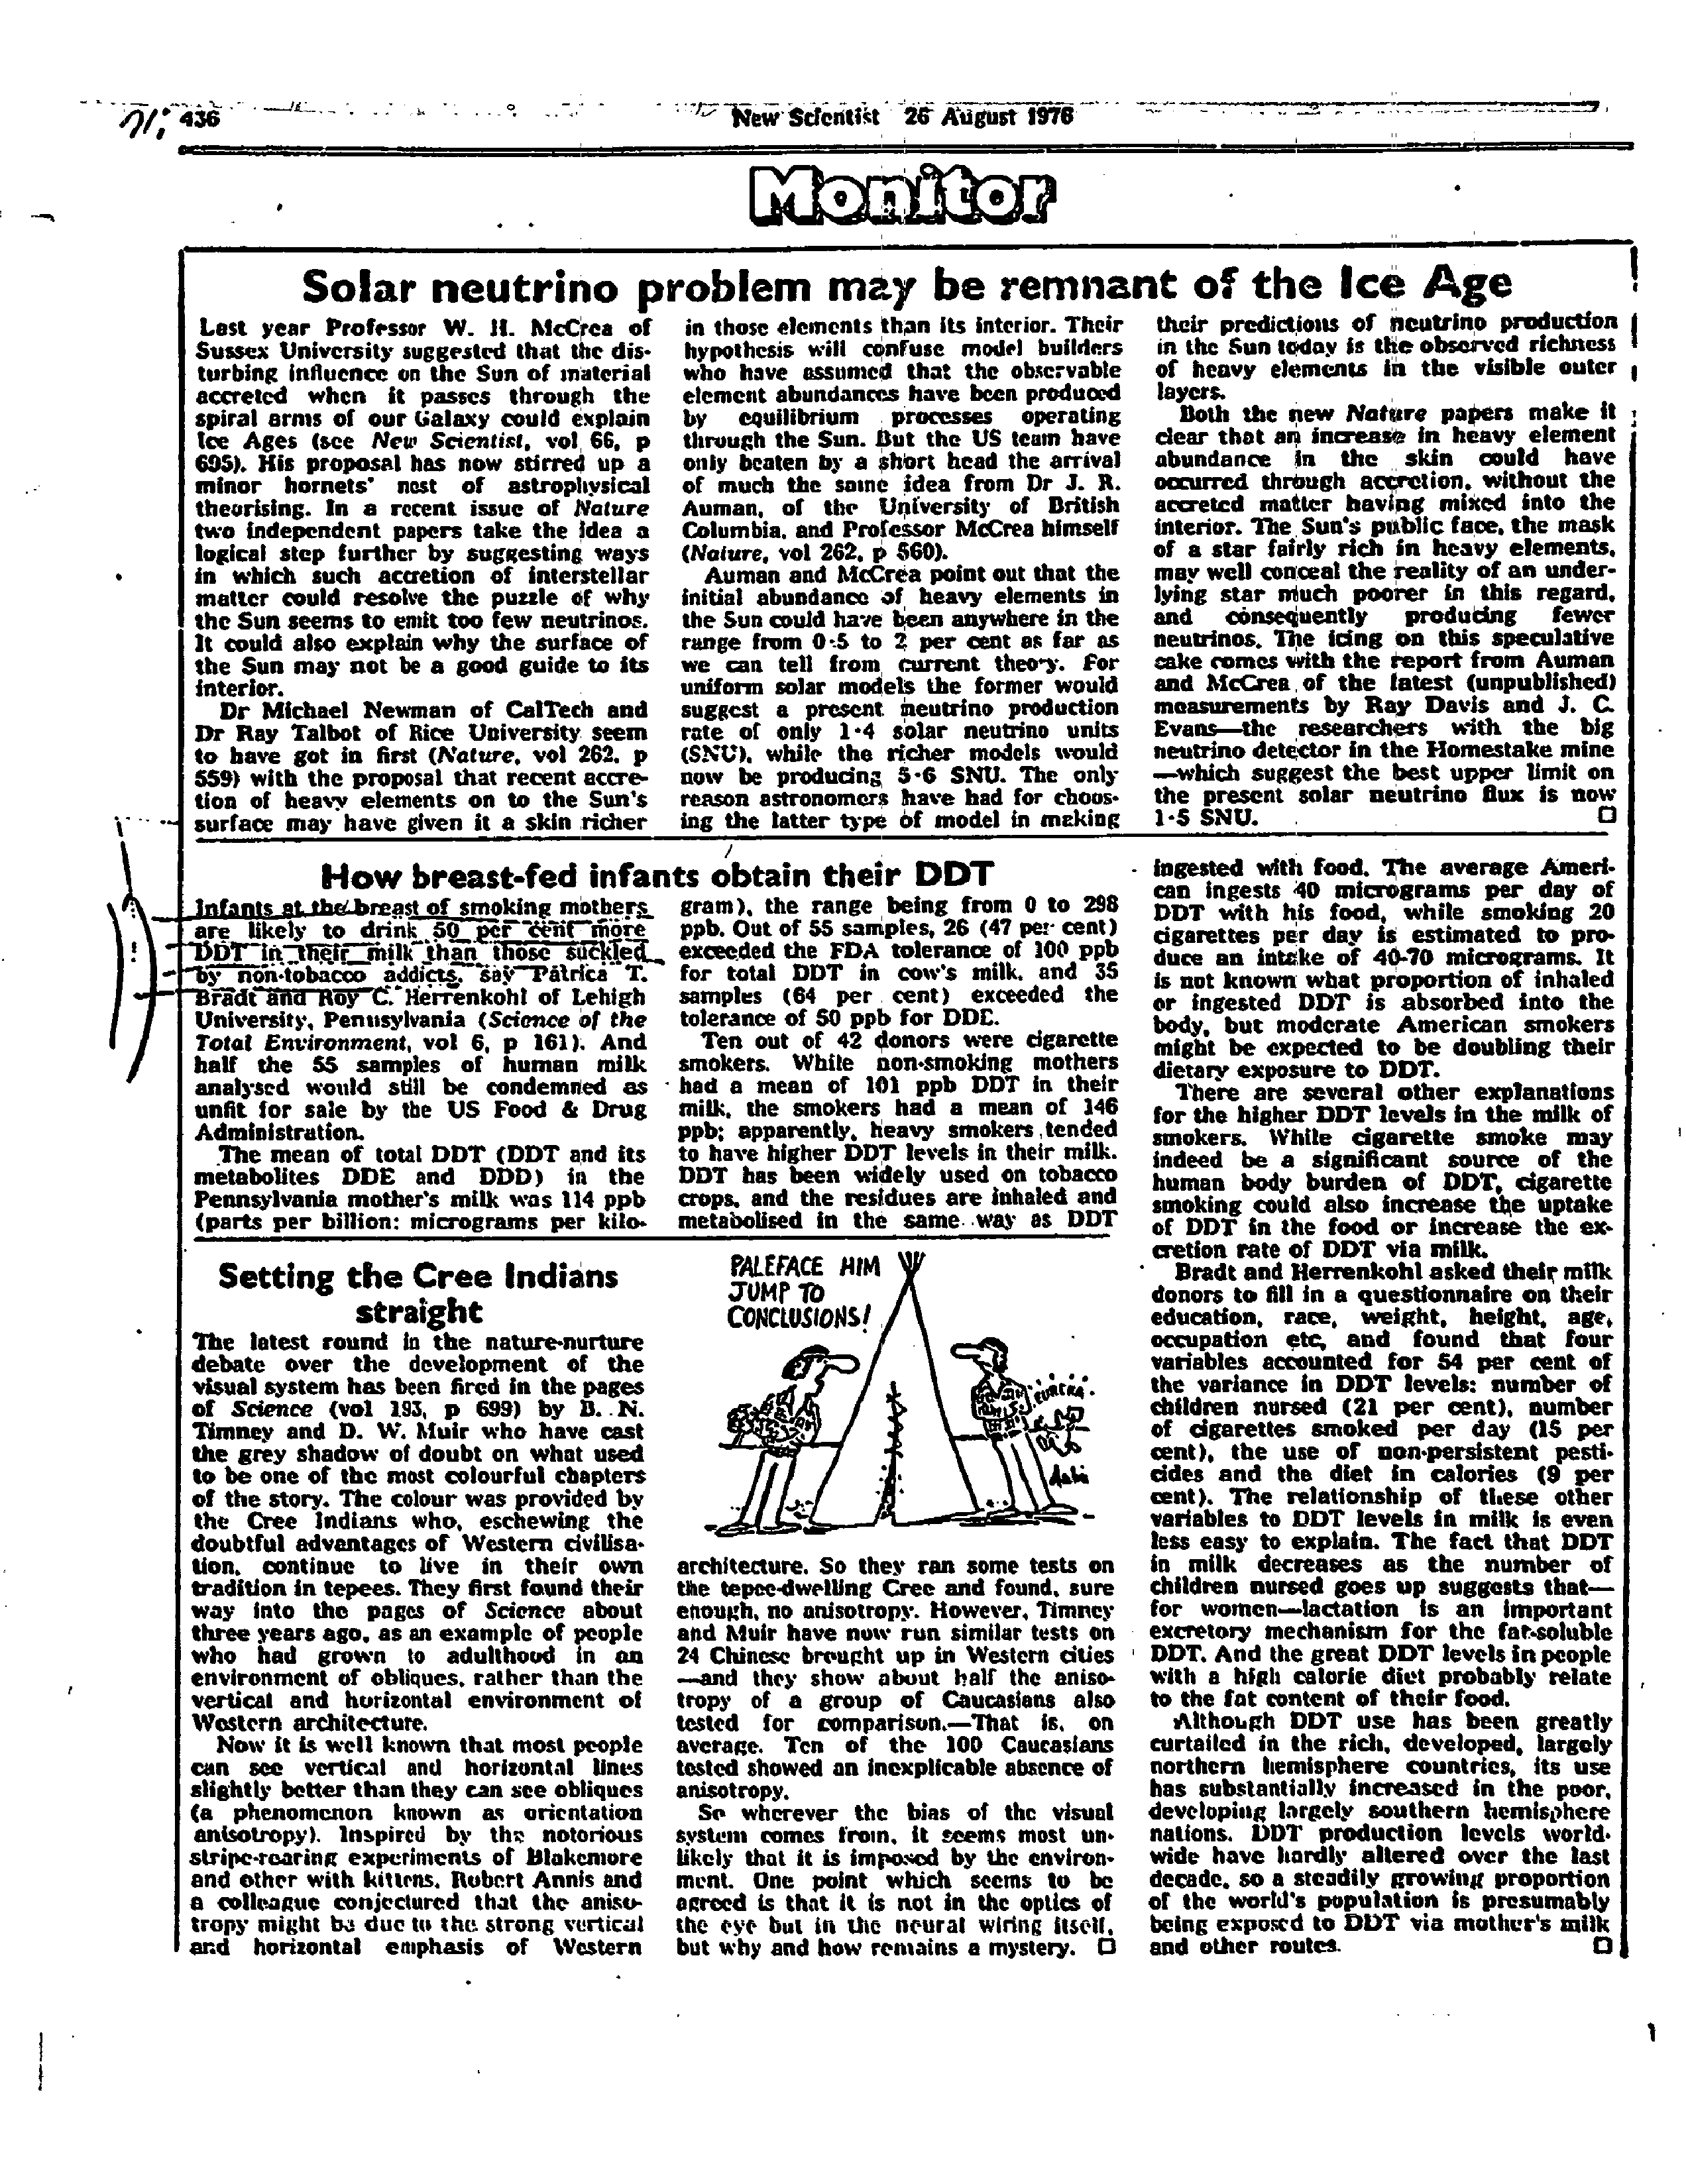 436
New Scientist 26 August 1976
Monitor
Solar neutrino problem may be remnant of the Ice Age
Last year Professor W. H. McCrea of
Sussex University suggested that the dis-
turbing influence on the Sun of material
accreted when it passes through the
spiral arms of our Galaxy could explain
Ice Ages (see New Scientist, vol 66, p
695). His proposal has now stirred up a
minor hornets' nest of astrophysical
theorising. In a recent issue of Nature
two independent papers take the idea a
logical step further by suggesting ways
in which such accretion of interstellar
matter could resolve the puzzle of why
the Sun seems to emit too few neutrinos.
It could also explain why the surface of
the Sun may not be a good guide to its
interior.
Dr Michael Newman of CalTech and
Dr Ray Talbot of Rice University seem
to have got in first (Nature, vol 262, p
559) with the proposal that recent accre-
tion of heavy elements on to the Sun's
surface may have given it a skin richer
in those elements than its interior. Their
hypothesis will confuse model builders
who have assumed that the observable
element abundances have been produced
by equilibrium processes operating
through the Sun. But the US team have
only beaten by a short head the arrival
of much the same idea from Dr J. R.
Auman, of the University of British
Columbia, and Professor McCrea himself
(Nature, vol 262, p 560).
Auman and McCrea point out that the
initial abundance of heavy elements in
the Sun could have been anywhere in the
range from 0·5 to 2 per cent as far as
we can tell from current theory. For
uniform solar models the former would
suggest a present neutrino production
rate of only 1·4 solar neutrino units
(SNU), while the richer models would
now be producing 5·6 SNU. The only
reason astronomers have had for choos-
ing the latter type of model in making
their predictions of neutrino production
in the Sun today is the observed richness
of heavy elements in the visible outer
layers.
Both the new Nature papers make it
clear that an increase in heavy element
abundance in the skin could have
occurred through accretion, without the
accreted matter having mixed into the
interior. The Sun's public face, the mask
of a star fairly rich in heavy elements,
may well conceal the reality of an under-
lying star much poorer in this regard,
and consequently producing fewer
neutrinos. The icing on this speculative
cake comes with the report from Auman
and McCrea of the latest (unpublished)
measurements by Ray Davis and J. C.
Evans—the researchers with the big
neutrino detector in the Homestake mine
—which suggest the best upper limit on
the present solar neutrino flux is now
1·5 SNU.
How breast-fed infants obtain their DDT
Infants at the breast of smoking mothers
are likely to drink 50 per cent more
DDT in their milk than those suckled
by non-tobacco addicts, say Patrica T.
Bradt and Roy C. Herrenkohl of Lehigh
University, Pennsylvania (Science of the
Total Environment, vol 6, p 161). And
half the 55 samples of human milk
analysed would still be condemned as
unfit for sale by the US Food & Drug
Administration.
The mean of total DDT (DDT and its
metabolites DDE and DDD) in the
Pennsylvania mother's milk was 114 ppb
(parts per billion: micrograms per kilo-
gram), the range being from 0 to 298
ppb. Out of 55 samples, 26 (47 per cent)
exceeded the FDA tolerance of 100 ppb
for total DDT in cow's milk, and 35
samples (64 per cent) exceeded the
tolerance of 50 ppb for DDE.
Ten out of 42 donors were cigarette
smokers. While non-smoking mothers
had a mean of 101 ppb DDT in their
milk, the smokers had a mean of 146
ppb; apparently, heavy smokers tended
to have higher DDT levels in their milk.
DDT has been widely used on tobacco
crops, and the residues are inhaled and
metabolised in the same way as DDT
ingested with food. The average Ameri-
can ingests 40 micrograms per day of
DDT with his food, while smoking 20
cigarettes per day is estimated to pro-
duce an intake of 40-70 micrograms. It
is not known what proportion of inhaled
or ingested DDT is absorbed into the
body, but moderate American smokers
might be expected to be doubling their
dietary exposure to DDT.
There are several other explanations
for the higher DDT levels in the milk of
smokers. While cigarette smoke may
indeed be a significant source of the
human body burden of DDT, cigarette
smoking could also increase the uptake
of DDT in the food or increase the ex-
cretion rate of DDT via milk.
Bradt and Herrenkohl asked their milk
donors to fill in a questionnaire on their
education, race, weight, height, age,
occupation etc, and found that four
variables accounted for 54 per cent of
the variance in DDT levels: number of
children nursed (21 per cent), number
of cigarettes smoked per day (15 per
cent), the use of non-persistent pesti-
cides and the diet in calories (9 per
cent). The relationship of these other
variables to DDT levels in milk is even
less easy to explain. The fact that DDT
in milk decreases as the number of
children nursed goes up suggests that—
for women—lactation is an important
excretory mechanism for the fat-soluble
DDT. And the great DDT levels in people
with a high calorie diet probably relate
to the fat content of their food.
Although DDT use has been greatly
curtailed in the rich, developed, largely
northern hemisphere countries, its use
has substantially increased in the poor,
developing largely southern hemisphere
nations. DDT production levels world-
wide have hardly altered over the last
decade, so a steadily growing proportion
of the world's population is presumably
being exposed to DDT via mother's milk
and other routes.
Setting the Cree Indians
straight
The latest round in the nature-nurture
debate over the development of the
visual system has been fired in the pages
of Science (vol 193, p 699) by B. N.
Timney and D. W. Muir who have cast
the grey shadow of doubt on what used
to be one of the most colourful chapters
of the story. The colour was provided by
the Cree Indians who, eschewing the
doubtful advantages of Western civilisa-
tion, continue to live in their own
tradition in tepees. They first found their
way into the pages of Science about
three years ago, as an example of people
who had grown to adulthood in an
environment of obliques, rather than the
vertical and horizontal environment of
Western architecture.
Now it is well known that most people
can see vertical and horizontal lines
slightly better than they can see obliques
(a phenomenon known as orientation
anisotropy). Inspired by the notorious
stripe-rearing experiments of Blakemore
and other with kittens, Robert Annis and
a colleague conjectured that the aniso-
tropy might be due to the strong vertical
and horizontal emphasis of Western
PALEFACE HIM
JUMP TO
CONCLUSIONS!
EUREKA
architecture. So they ran some tests on
the tepee-dwelling Cree and found, sure
enough, no anisotropy. However, Timney
and Muir have now run similar tests on
24 Chinese brought up in Western cities
—and they show about half the aniso-
tropy of a group of Caucasians also
tested for comparison.—That is, on
average. Ten of the 100 Caucasians
tested showed an inexplicable absence of
anisotropy.
So wherever the bias of the visual
system comes from, it seems most un-
likely that it is imposed by the environ-
ment. One point which seems to be
agreed is that it is not in the optics of
the eye but in the neural wiring itself,
but why and how remains a mystery.